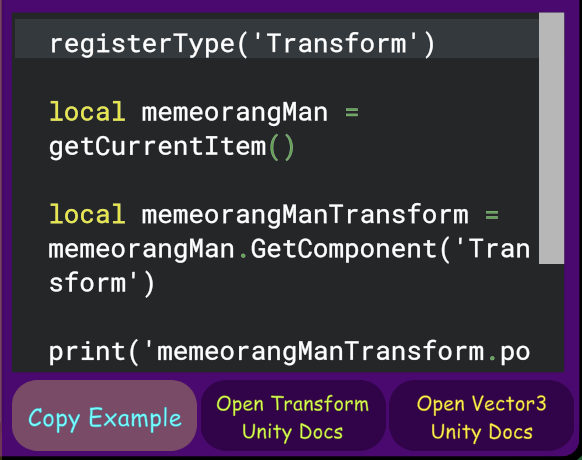 registerType('Transform')
local memeorangMan =
getCurrentItem()
local memeorangManTransform =
memeorangMan.GetComponent('Tran
sform')
print('memeorangManTransform.po
Copy Example
Open Transform
Unity Docs
Open Vector3
Unity Docs